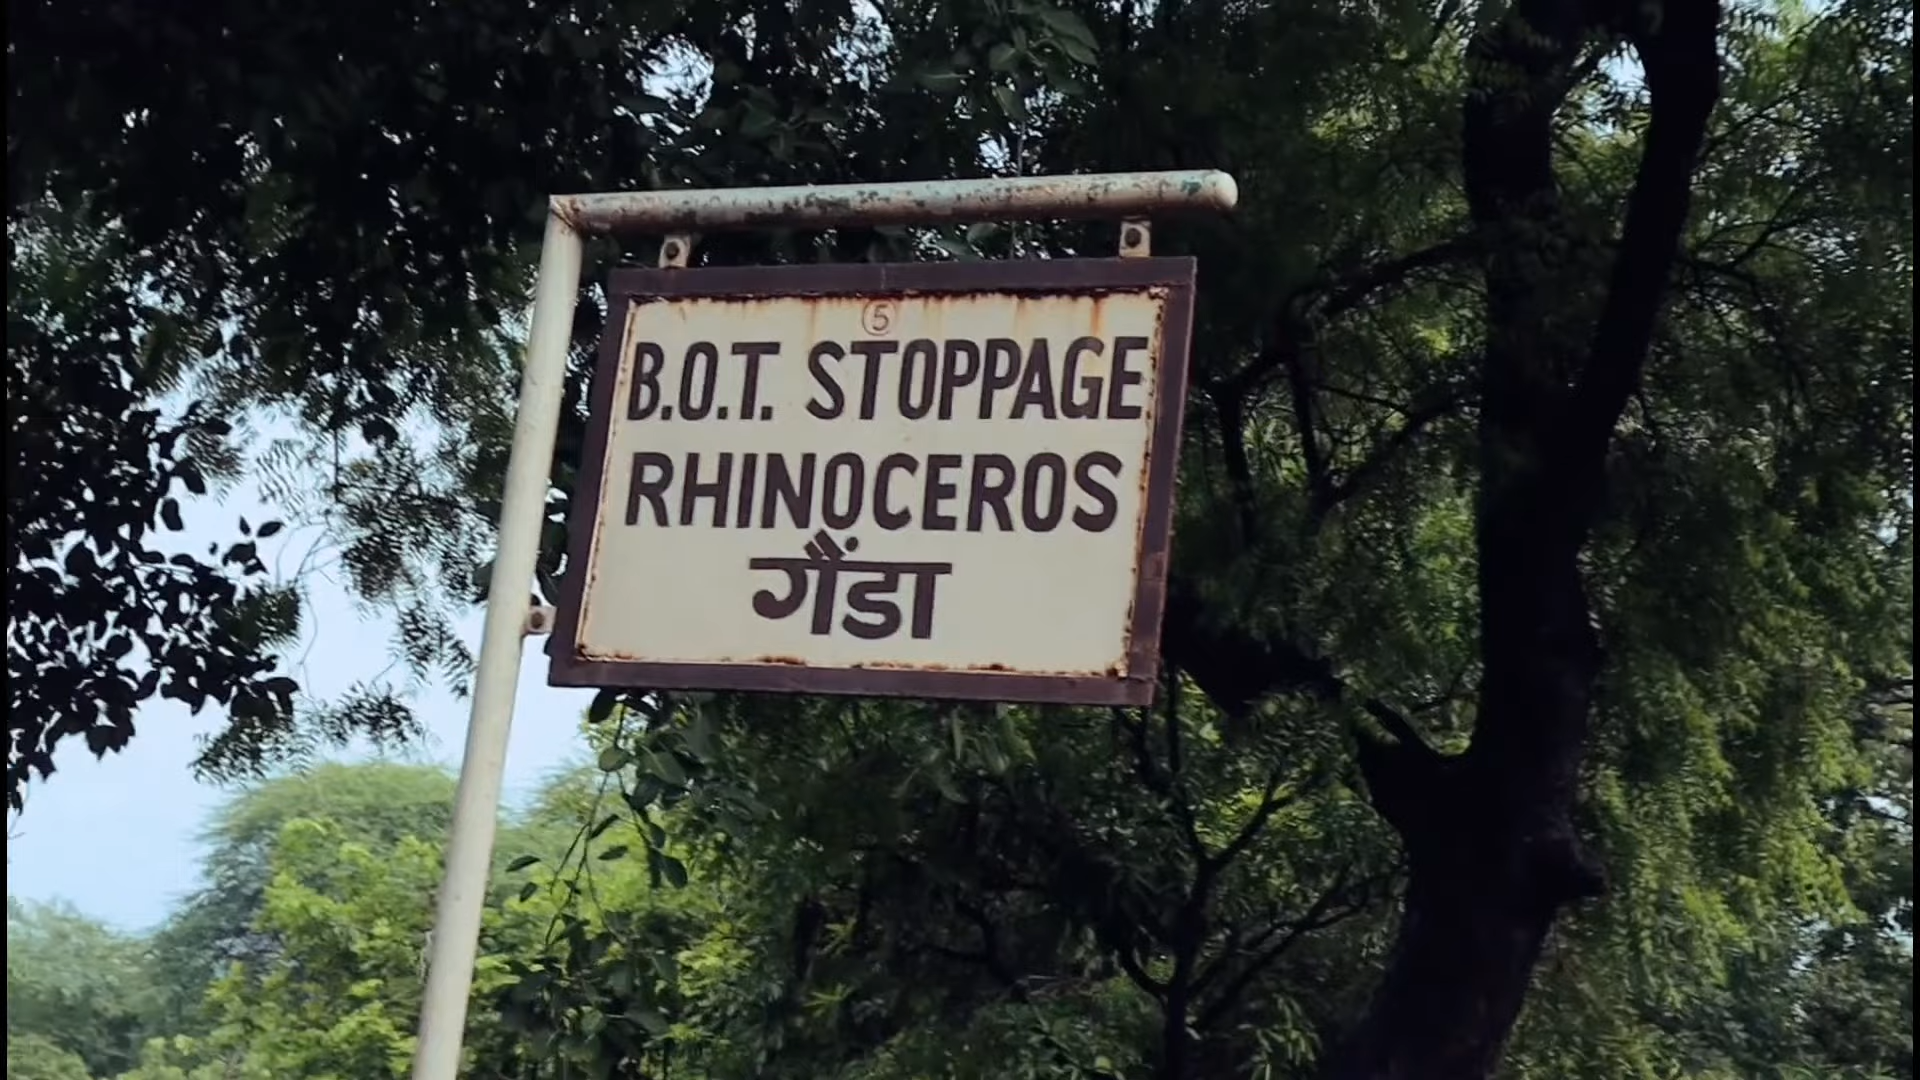 ⑤
B.O.T. STOPPAGE
RHINOCEROS
गैंडा